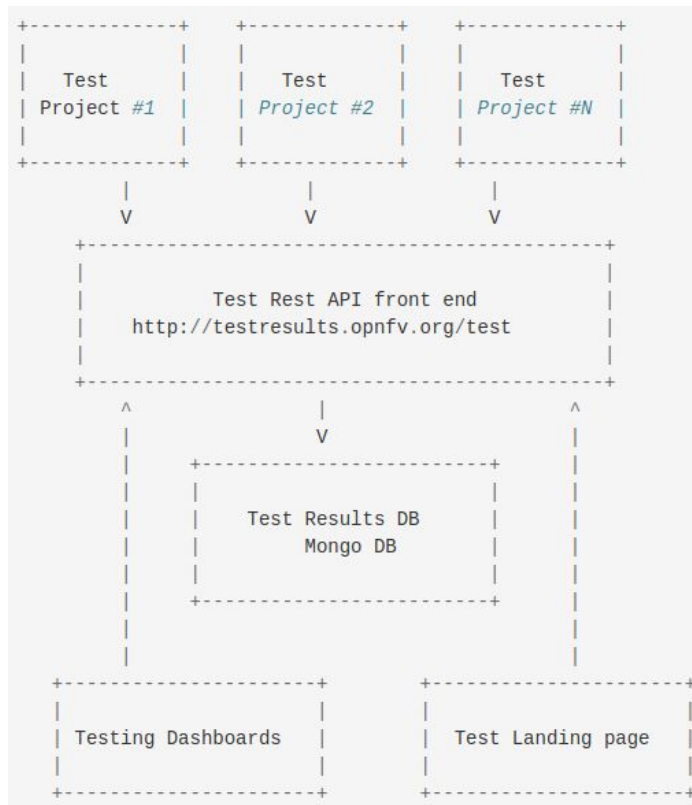 Test Test Test
Project #1 Project #2 Project #N
V V V
Test Rest API front end
http://testresults.opnfv.org/test
V
Test Results DB
Mongo DB
Testing Dashboards Test Landing page